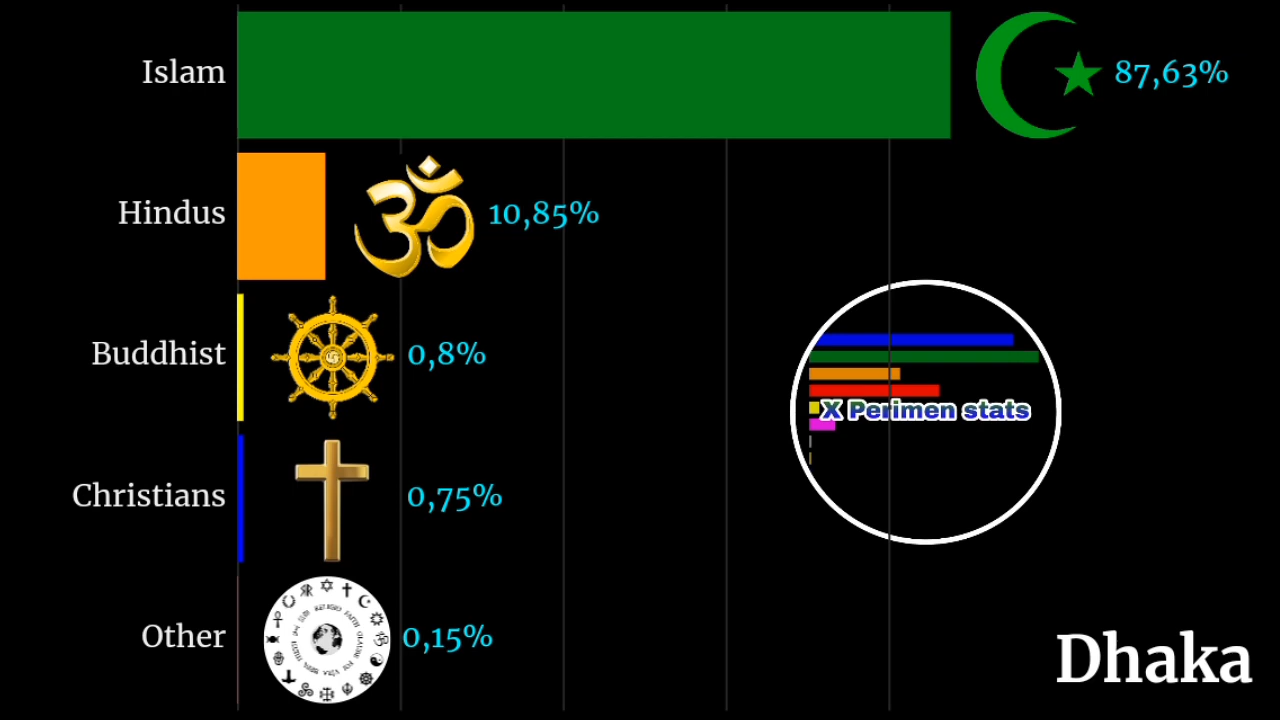 Islam 87,63%
Hindus 10,85%
Buddhist 0,8%
X Perimen stats
Christians 0,75%
Other 0,15%
Dhaka